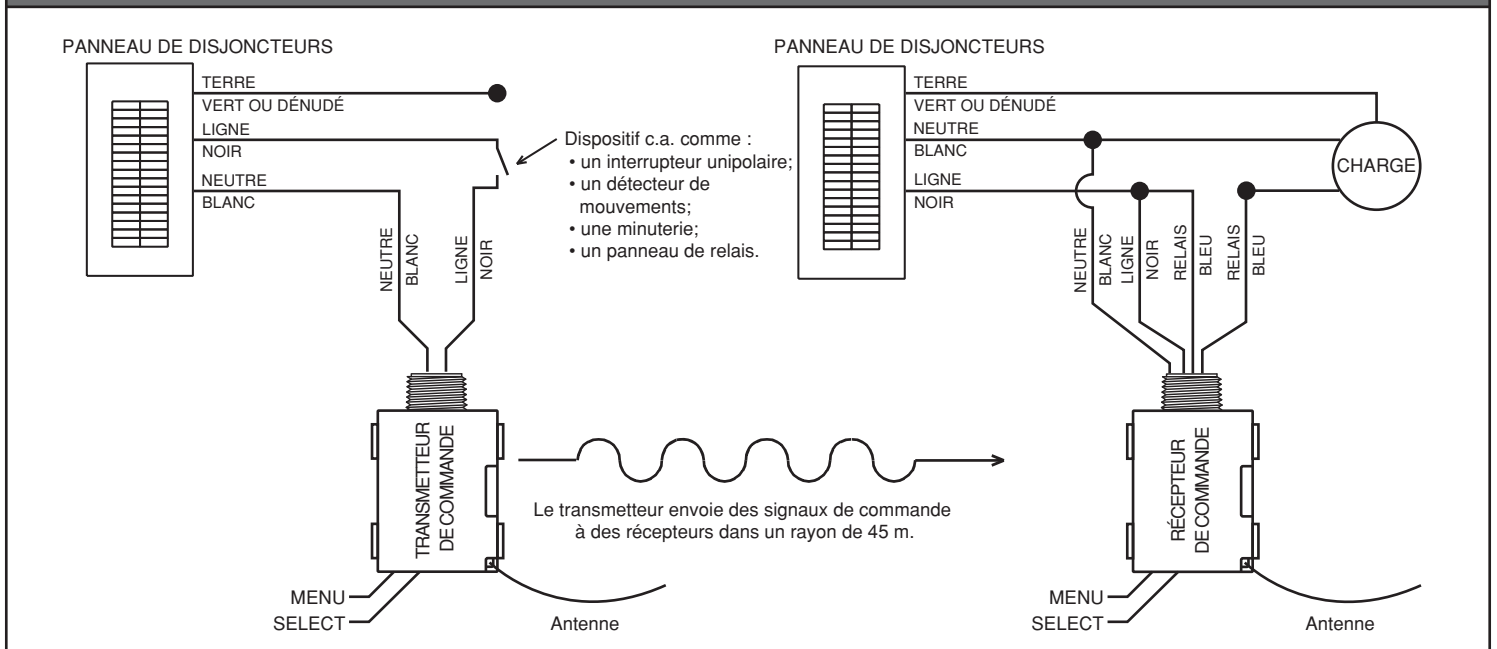 PANNEAU DE DISJONCTEURS
TERRE
VERT OU DÉNUDÉ
LIGNE
NOIR
NEUTRE
BLANC
Dispositif c.a. comme :
• un interrupteur unipolaire;
• un détecteur de
mouvements;
• une minuterie;
• un panneau de relais.
NEUTRE
BLANC
LIGNE
NOIR
TRANSMETTEUR
DE COMMANDE
MENU
SELECT
Antenne
Le transmetteur envoie des signaux de commande
à des récepteurs dans un rayon de 45 m.
PANNEAU DE DISJONCTEURS
TERRE
VERT OU DÉNUDÉ
NEUTRE
BLANC
LIGNE
NOIR
CHARGE
NEUTRE
BLANC
LIGNE
NOIR
RELAIS
BLEU
RELAIS
BLEU
RÉCEPTEUR
DE COMMANDE
MENU
SELECT
Antenne